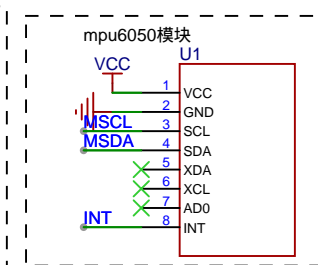 mpu6050模块
U1
VCC
1 VCC
2 GND
MSCL 3 SCL
MSDA 4 SDA
5 XDA
6 XCL
7 AD0
INT 8 INT